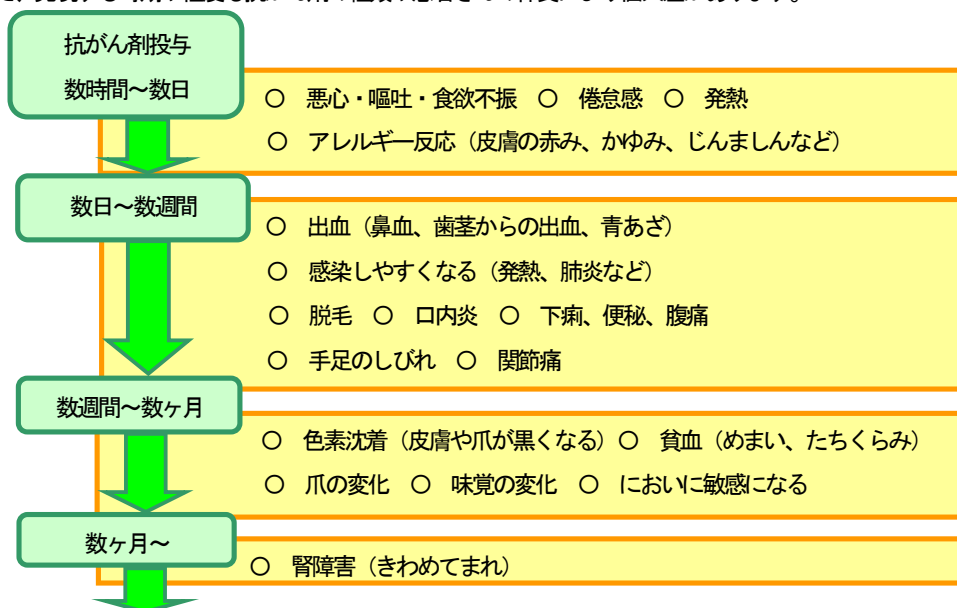 抗がん剤投与
数時間～数日
○ 悪心・嘔吐・食欲不振 ○ 倦怠感 ○ 発熱
○ アレルギー反応（皮膚の赤み、かゆみ、じんましんなど）
数日～数週間
○ 出血（鼻血、歯茎からの出血、青あざ）
○ 感染しやすくなる（発熱、肺炎など）
○ 脱毛 ○ 口内炎 ○ 下痢、便秘、腹痛
○ 手足のしびれ ○ 関節痛
数週間～数ヶ月
○ 色素沈着（皮膚や爪が黒くなる）○ 貧血（めまい、たちくらみ）
○ 爪の変化 ○ 味覚の変化 ○ においに敏感になる
数ヶ月～
○ 腎障害（きわめてまれ）